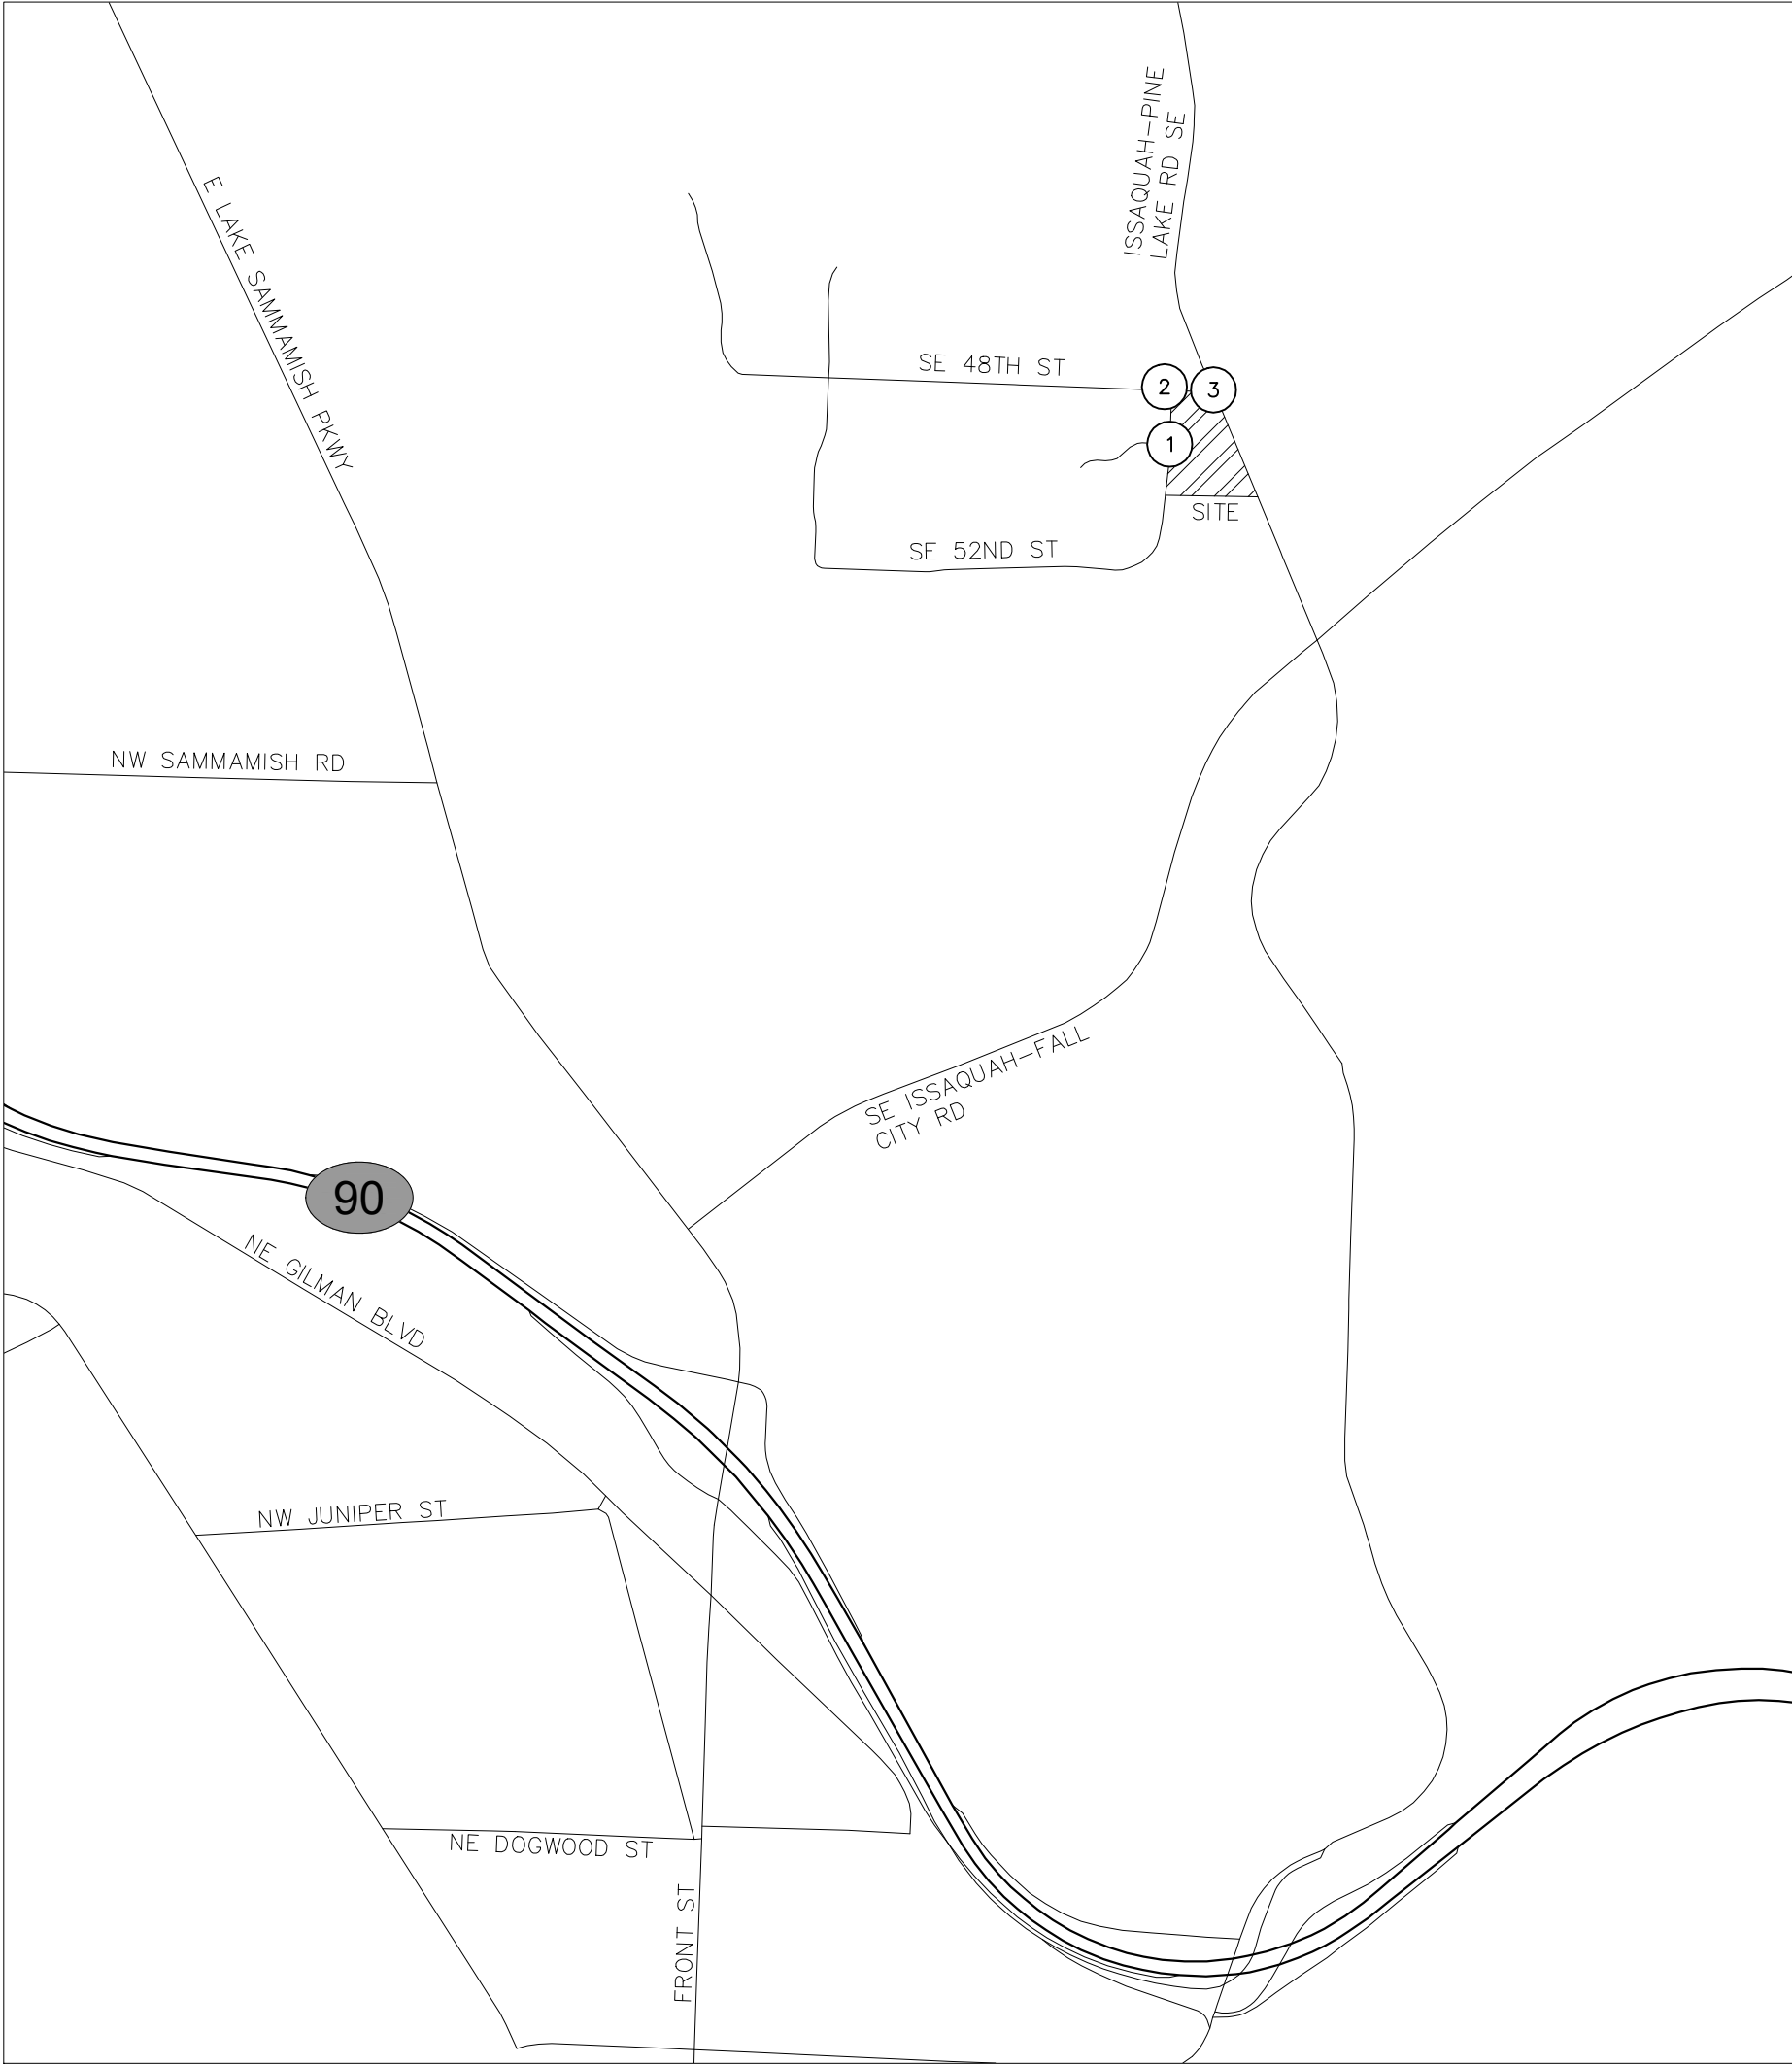 ISSAQUAH-PINE
LAKE RD SE
E LAKE SAMMAMISH PKWY
SE 48TH ST
2
3
1
SITE
SE 52ND ST
NW SAMMAMISH RD
SE ISSAQUAH-FALL
CITY RD
90
NE GILMAN BLVD
NW JUNIPER ST
NE DOGWOOD ST
FRONT ST